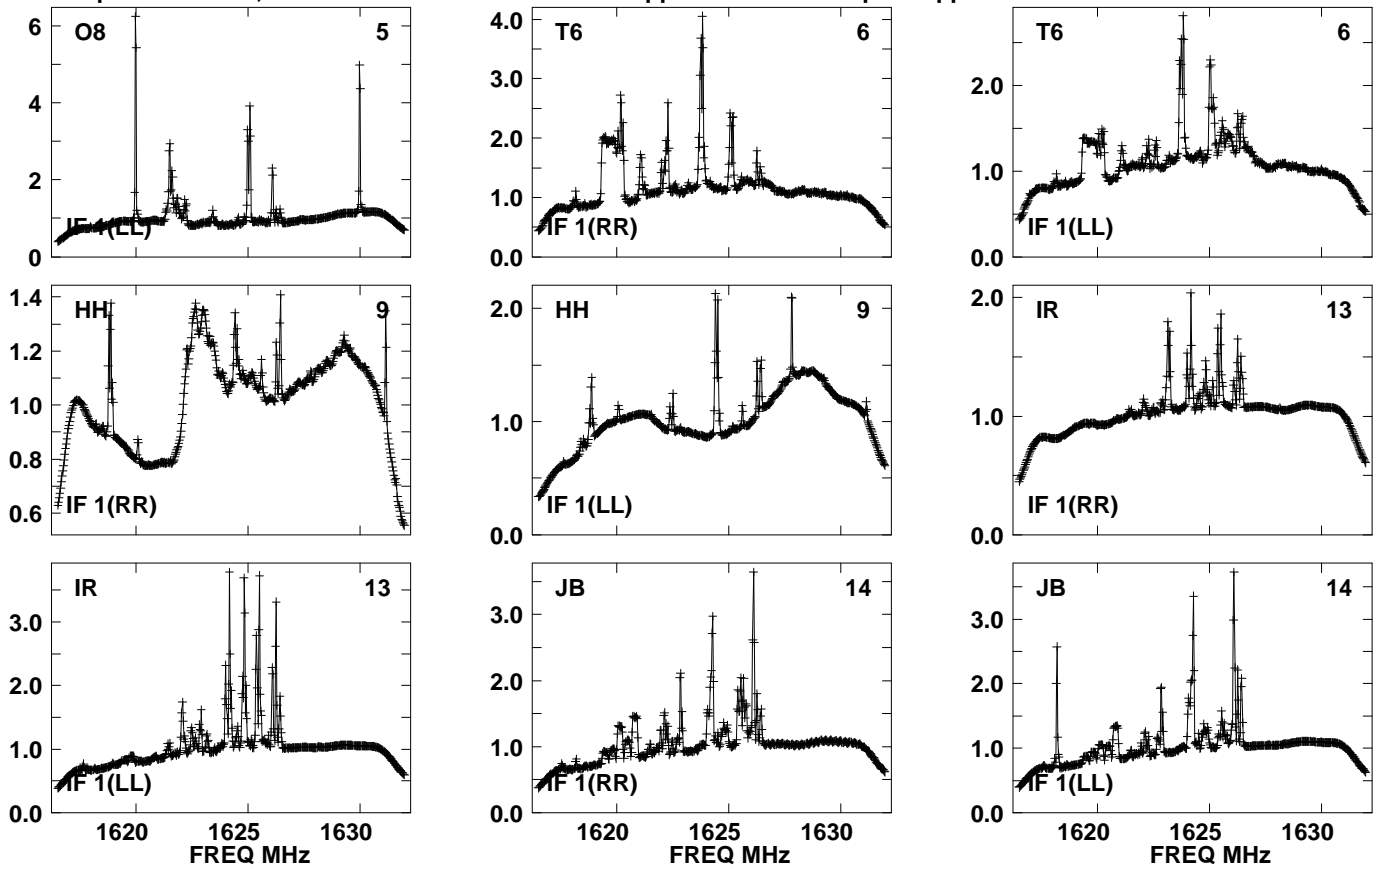 O8 5
6
4
2
0
IF 1(LL)
T6 6
4.0
3.0
2.0
1.0
0.0
IF 1(RR)
T6 6
2.0
1.0
0.0
IF 1(LL)
HH 9
1.4
1.2
1.0
0.8
0.6
IF 1(RR)
HH 9
2.0
1.0
0.0
IF 1(LL)
IR 13
2.0
1.0
0.0
IF 1(RR)
IR 13
3.0
2.0
1.0
0.0
IF 1(LL)
1620 1625 1630
FREQ MHz
JB 14
3.0
2.0
1.0
0.0
IF 1(RR)
1620 1625 1630
FREQ MHz
JB 14
3.0
2.0
1.0
0.0
IF 1(LL)
1620 1625 1630
FREQ MHz